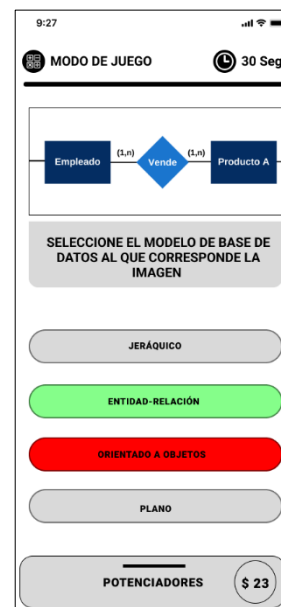 9:27
MODO DE JUEGO
30 Seg
(1,n)
(1,n)
Empleado
Vende
Producto A
SELECCIONE EL MODELO DE BASE DE
DATOS AL QUE CORRESPONDE LA
IMAGEN
JERÁQUICO
ENTIDAD-RELACIÓN
ORIENTADO A OBJETOS
PLANO
POTENCIADORES
$ 23